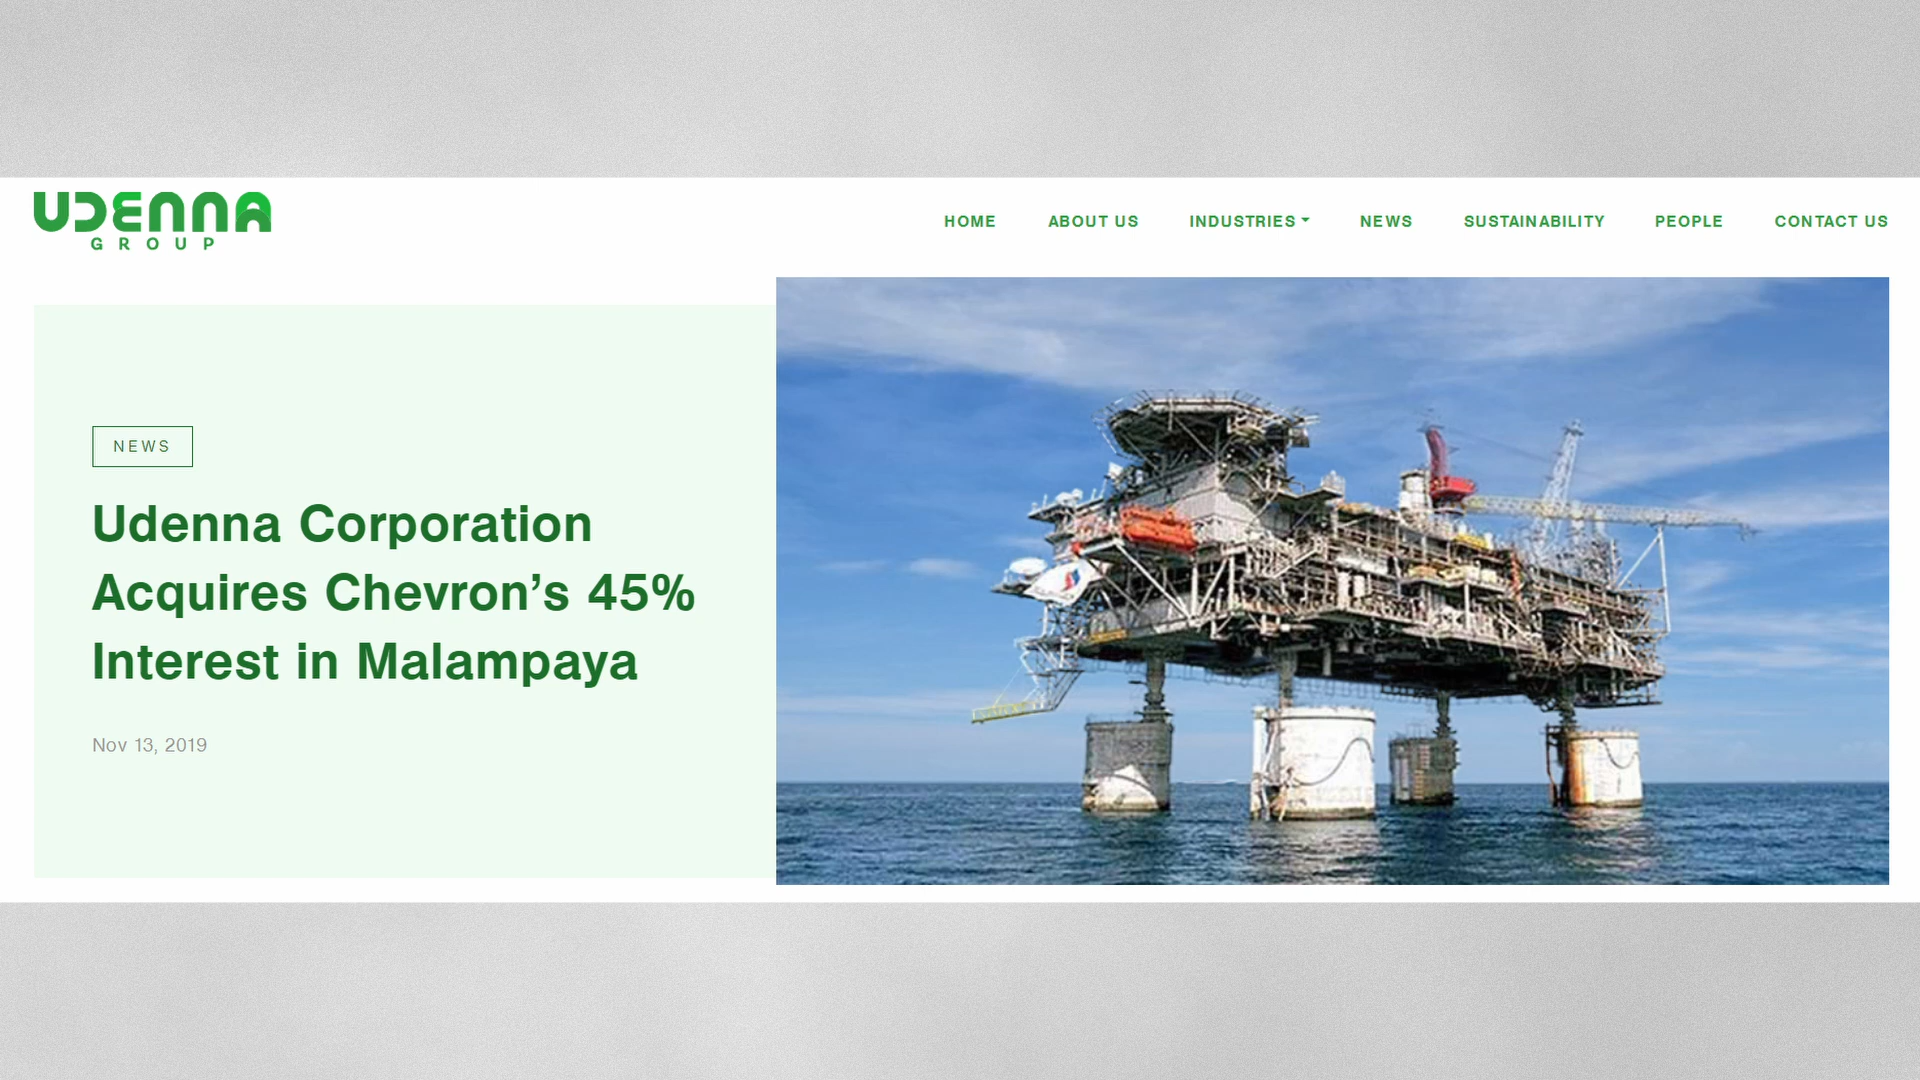 UDENNA
GROUP
HOME ABOUT US INDUSTRIES NEWS SUSTAINABILITY PEOPLE CONTACT US
NEWS
Udenna Corporation
Acquires Chevron’s 45%
Interest in Malampaya
Nov 13, 2019